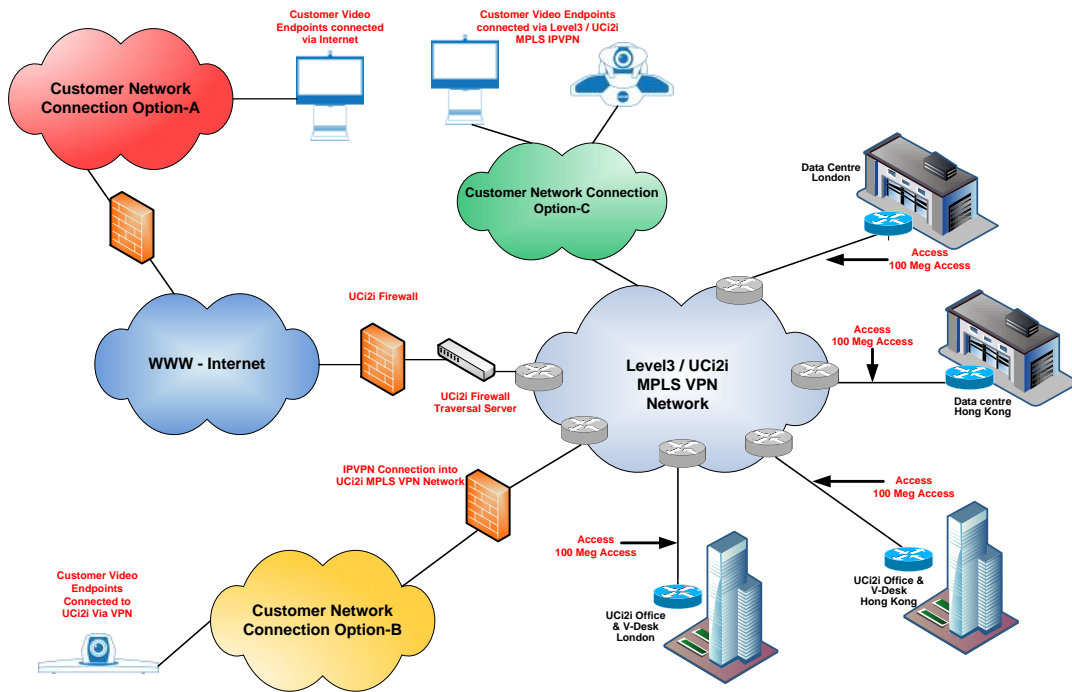 Customer Video
Endpoints connected
via Internet
Customer Video Endpoints
connected via Level3 / UCi2i
MPLS IPVPN
Customer Network
Connection Option-A
Customer Network Connection
Option-C
Data Centre
London
Access
100 Meg Access
UCi2i Firewall
WWW - Internet
UCi2i Firewall
Traversal Server
Level3 / UCi2i
MPLS VPN
Network
Access
100 Meg Access
Data centre
Hong Kong
IPVPN Connection into
UCi2i MPLS VPN Network
Access
100 Meg Access
Access
100 Meg Access
UCi2i Office &
V-Desk
Hong Kong
UCi2i Office
& V-Desk
London
Customer Video
Endpoints
Connected to
UCi2i Via VPN
Customer Network
Connection Option-B